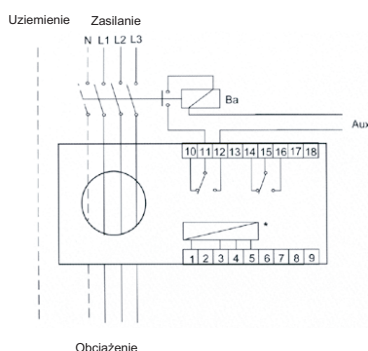 Uziemienie Zasilanie
N L1 L2 L3
Ba
Aux
10 11 12 13 14 15 16 17 18
*
1 2 3 4 5 6 7 8 9
Obciążenie